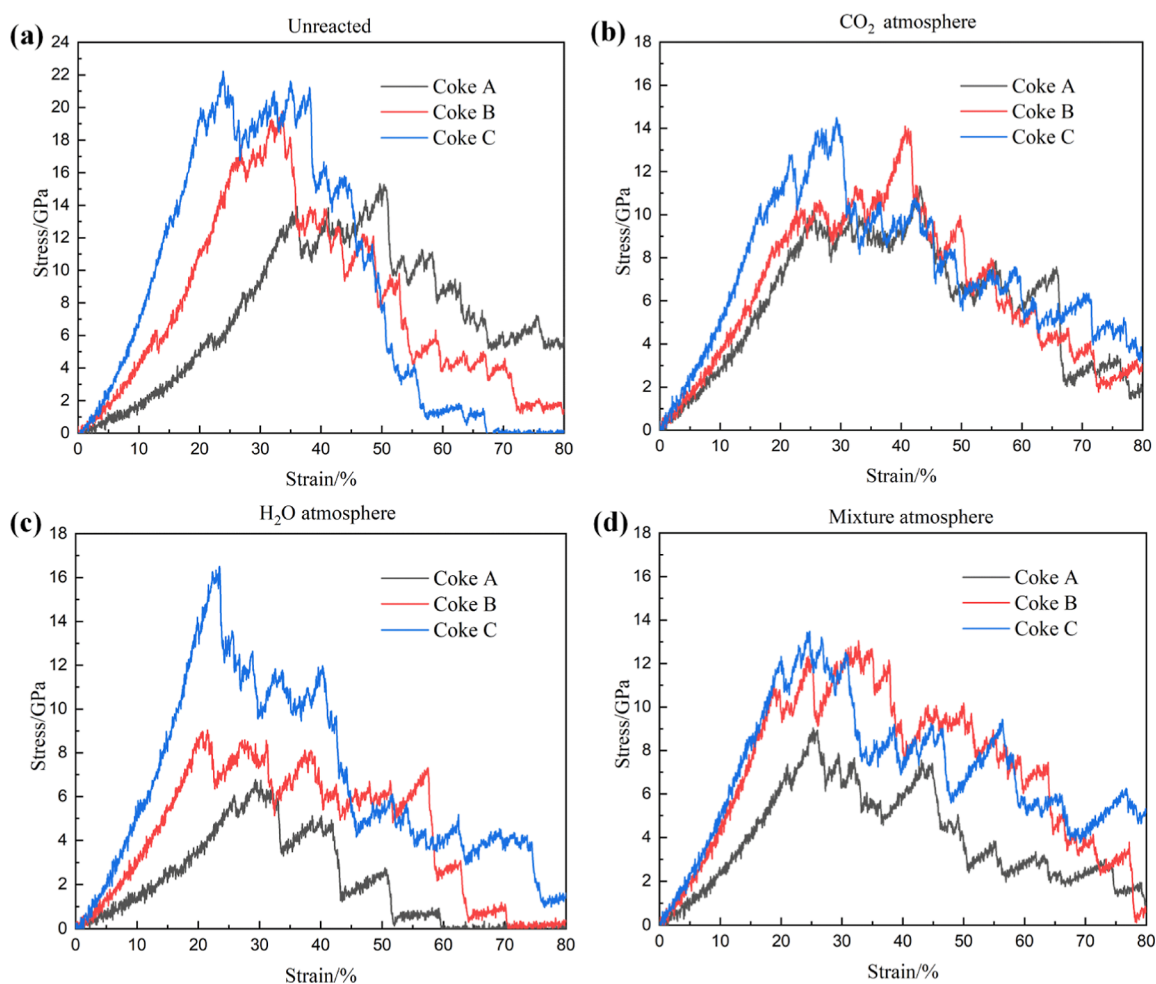 (a)
Unreacted
24
22
20
18
16
14
12
10
8
6
4
2
0
Stress/GPa
Coke A
Coke B
Coke C
0 10 20 30 40 50 60 70 80
Strain/%
(b)
CO₂ atmosphere
18
16
14
12
10
8
6
4
2
0
Stress/GPa
Coke A
Coke B
Coke C
0 10 20 30 40 50 60 70 80
Strain/%
(c)
H₂O atmosphere
18
16
14
12
10
8
6
4
2
0
Stress/GPa
Coke A
Coke B
Coke C
0 10 20 30 40 50 60 70 80
Strain/%
(d)
Mixture atmosphere
18
16
14
12
10
8
6
4
2
0
Stress/GPa
Coke A
Coke B
Coke C
0 10 20 30 40 50 60 70 80
Strain/%